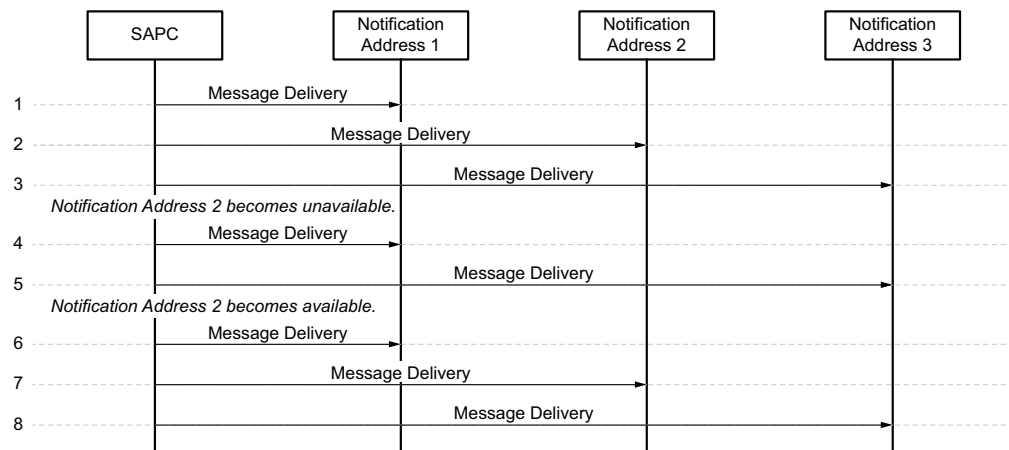 SAPC
Notification
Address 1
Notification
Address 2
Notification
Address 3
1
Message Delivery
2
Message Delivery
3
Message Delivery
Notification Address 2 becomes unavailable.
4
Message Delivery
5
Message Delivery
Notification Address 2 becomes available.
6
Message Delivery
7
Message Delivery
8
Message Delivery